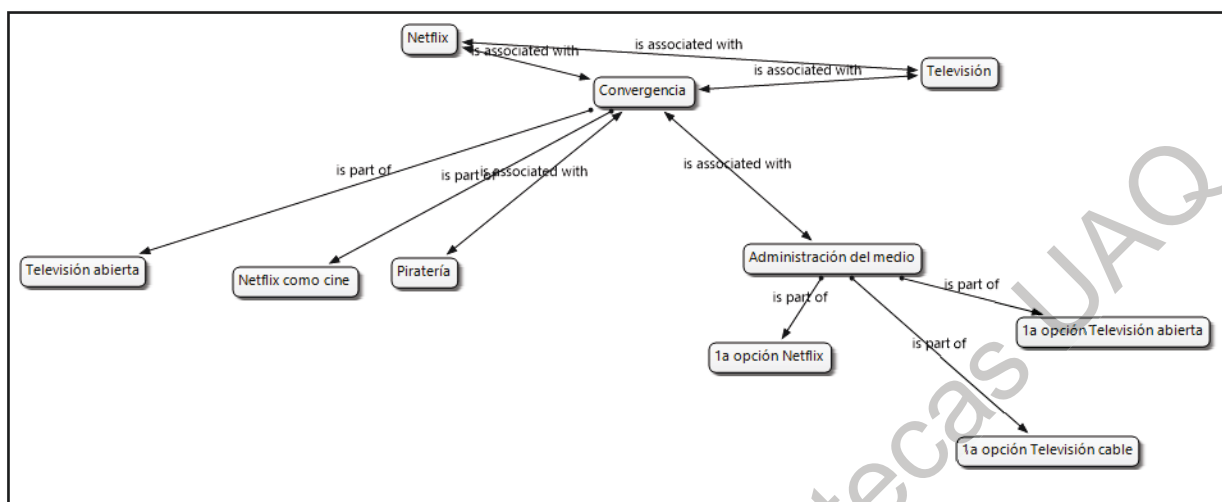 Netflix
is associated with
is associated with
is associated with
Televisión
Convergencia
is part of
is part of
is associated with
is associated with
Televisión abierta
Netflix como cine
Piratería
Administración del medio
is part of
is part of
is part of
1a opción Netflix
1a opción Televisión abierta
1a opción Televisión cable
tecas UAQ